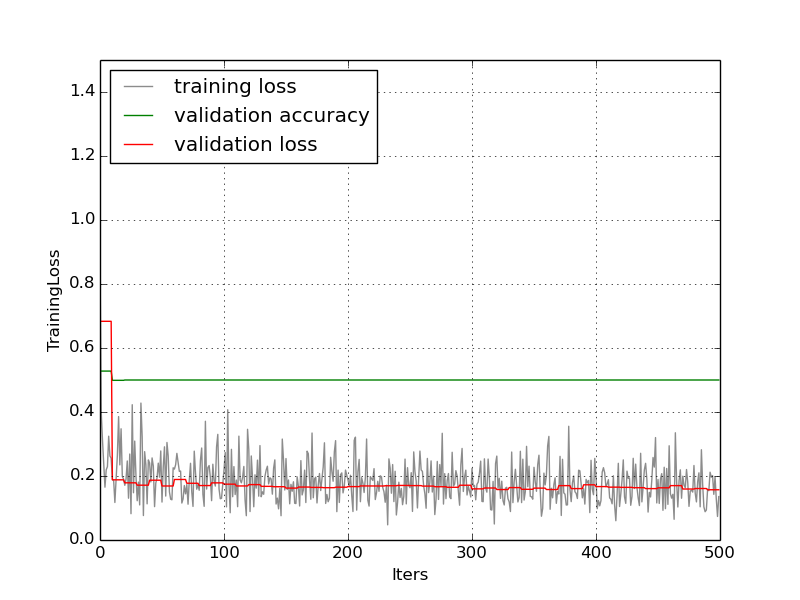 training loss
validation accuracy
validation loss
1.4
1.2
1.0
0.8
0.6
0.4
0.2
0.0
TrainingLoss
0 100 200 300 400 500
Iters